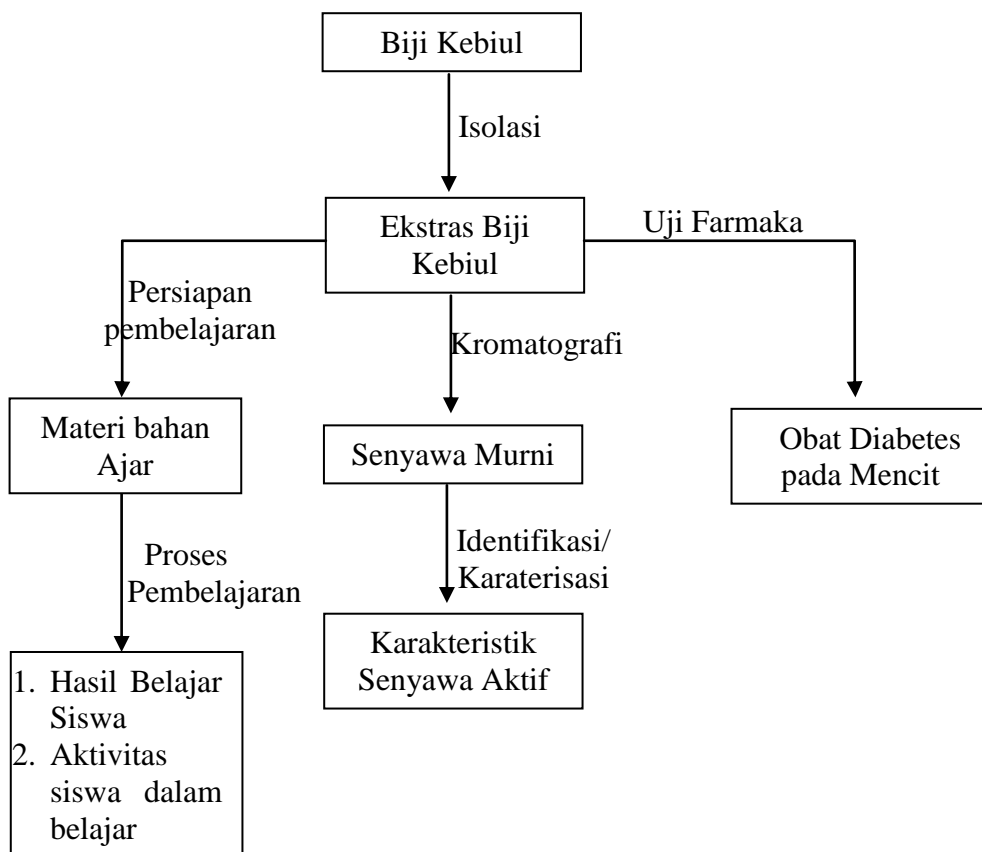 Biji Kebiul
Isolasi
Ekstras Biji
Kebiul
Uji Farmaka
Persiapan
pembelajaran
Kromatografi
Materi bahan
Ajar
Senyawa Murni
Obat Diabetes
pada Mencit
Proses
Pembelajaran
Identifikasi/
Karaterisasi
Karakteristik
Senyawa Aktif
1. Hasil Belajar
Siswa
2. Aktivitas
siswa dalam
belajar